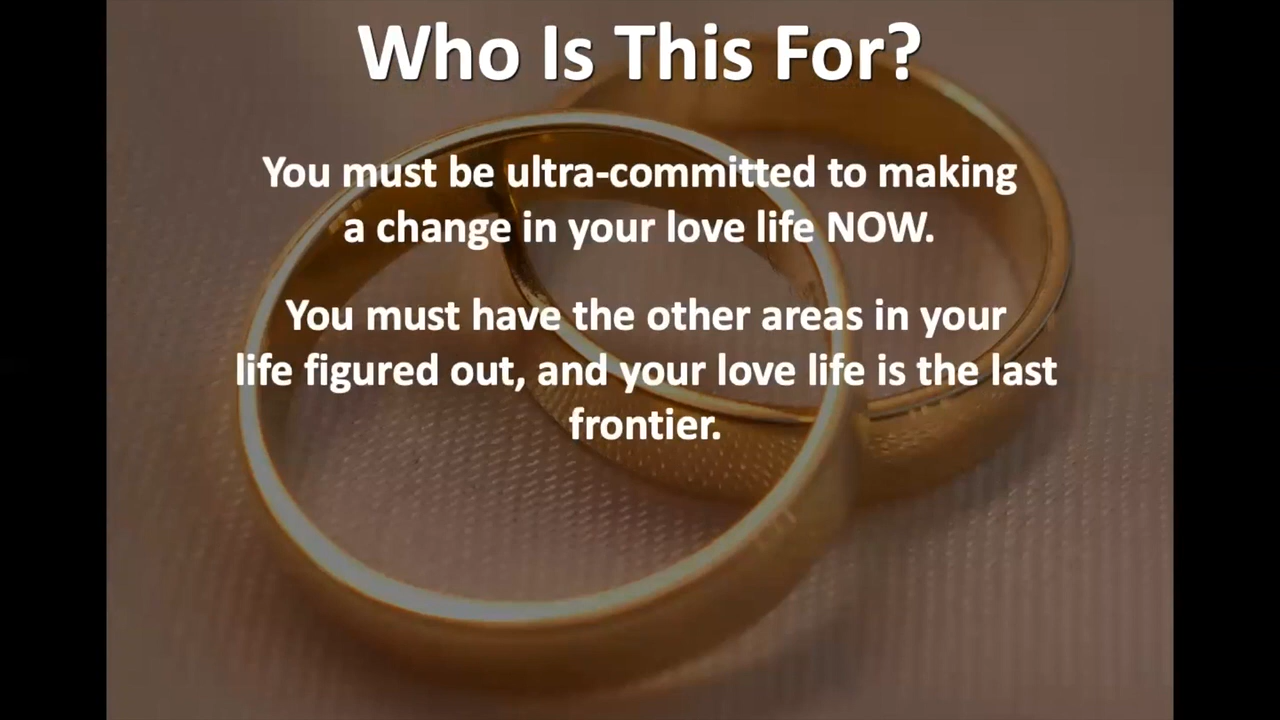 Who Is This For?
You must be ultra-committed to making
a change in your love life NOW.
You must have the other areas in your
life figured out, and your love life is the last
frontier.